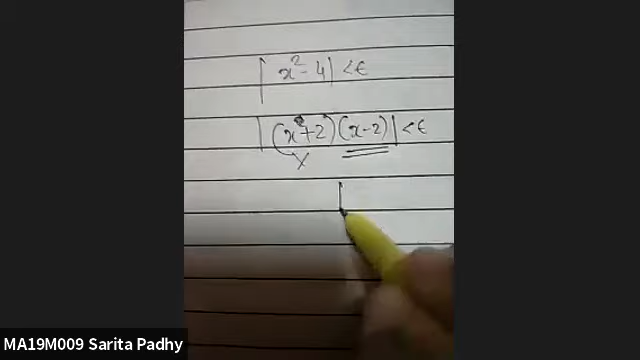 |x² - 4| < ϵ
|(x+2)(x-2)| < ϵ
MA19M009 Sarita Padhy